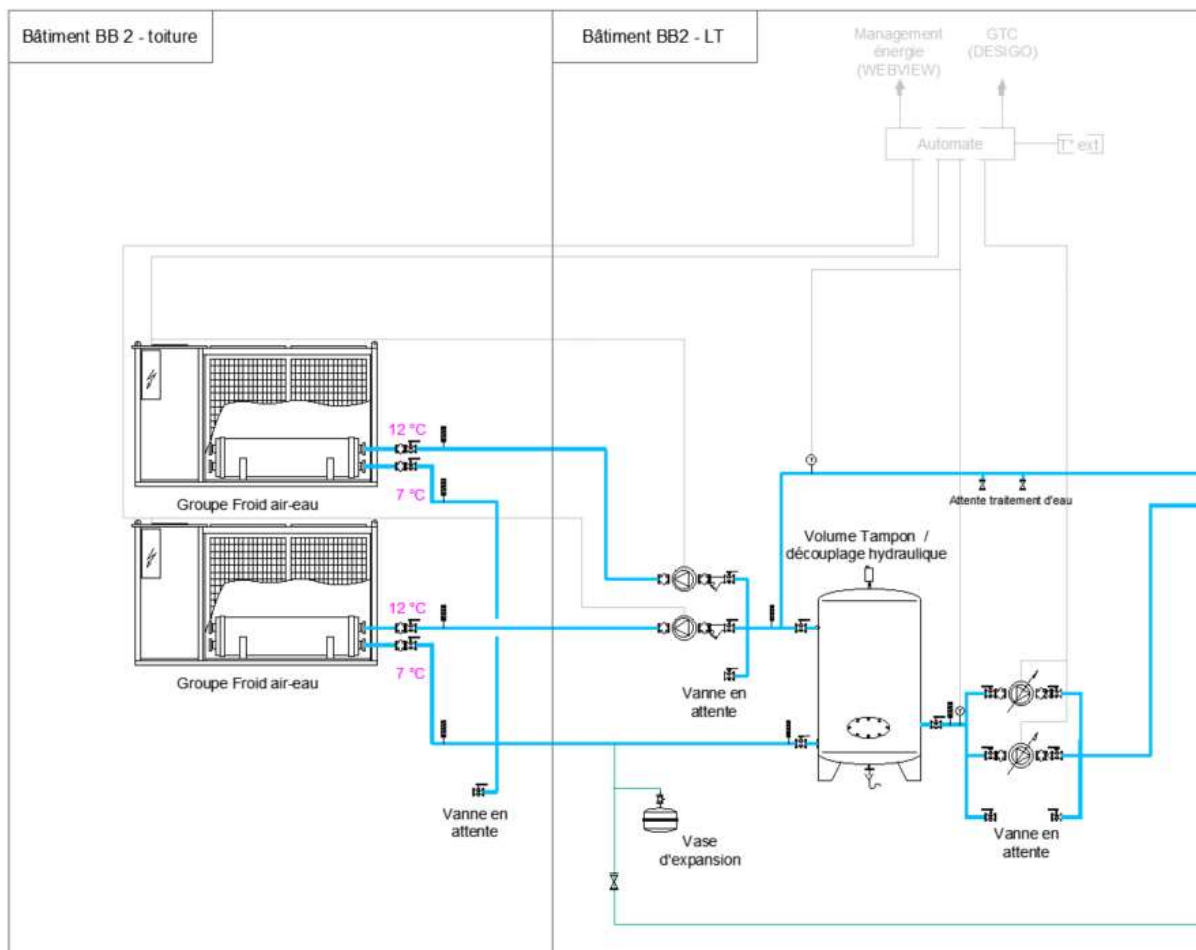 Bâtiment BB 2 - toiture
Bâtiment BB2 - LT
Management
énergie
(WEBVIEW)
GTC
(DESIGO)
Automate
T° ext
12 °C
7 °C
Groupe Froid air-eau
12 °C
7 °C
Groupe Froid air-eau
T
Attente traitement d'eau
Volume Tampon /
découplage hydraulique
Vanne en
attente
T
Vanne en
attente
Vase
d'expansion
Vanne en
attente